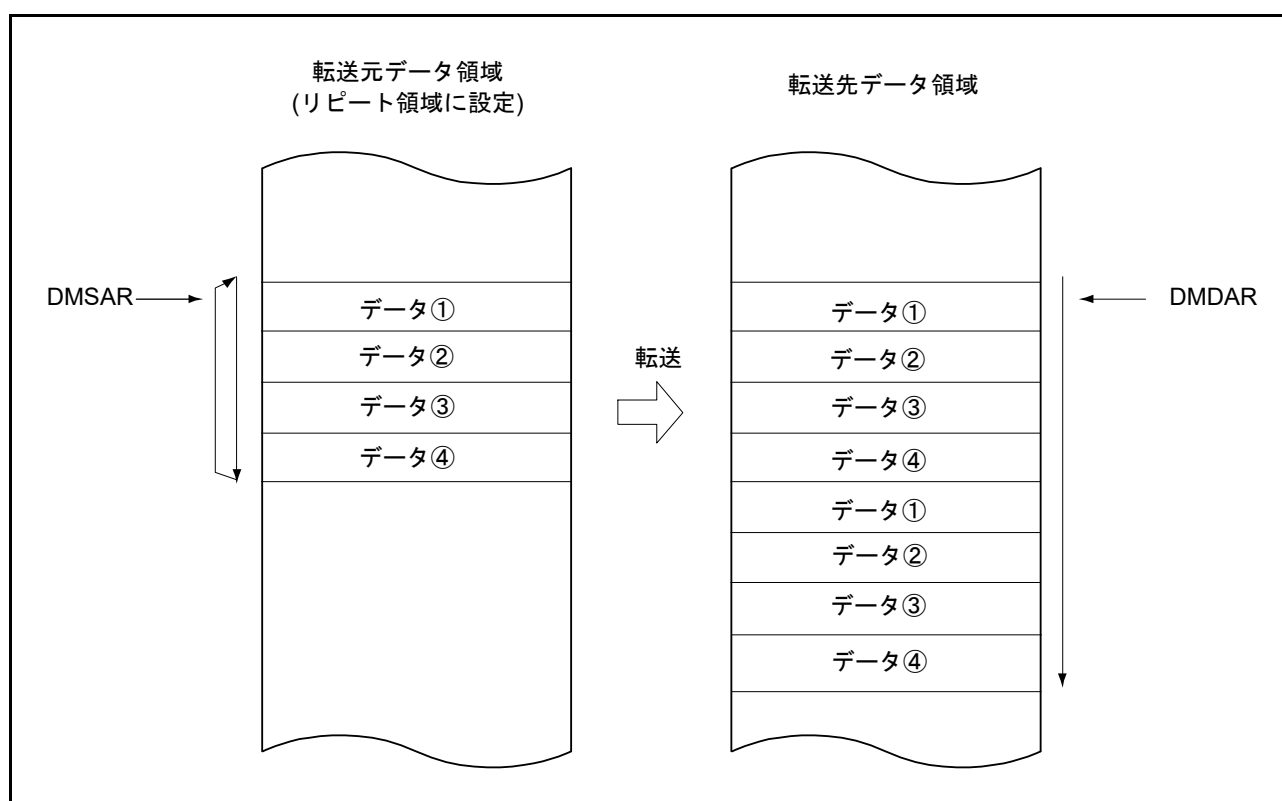 転送元データ領域
(リピート領域に設定)
転送先データ領域
DMSAR
データ①
データ②
データ③
データ④
転送
データ①
データ②
データ③
データ④
データ①
データ②
データ③
データ④
DMDAR